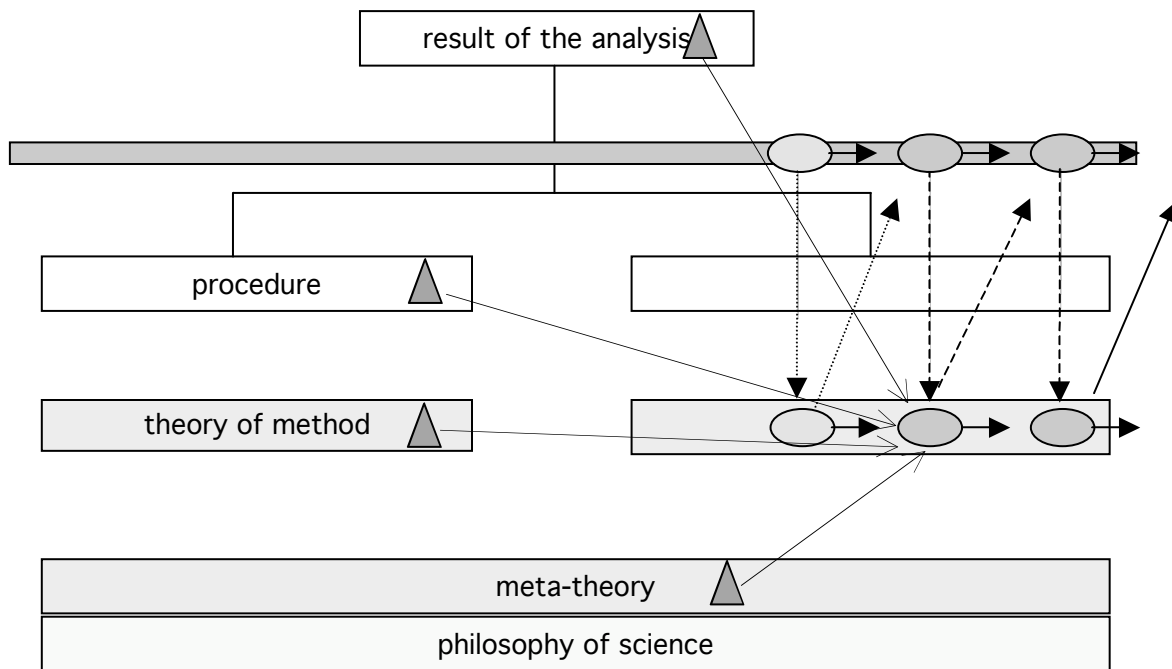 result of the analysis
procedure
theory of method
meta-theory
philosophy of science